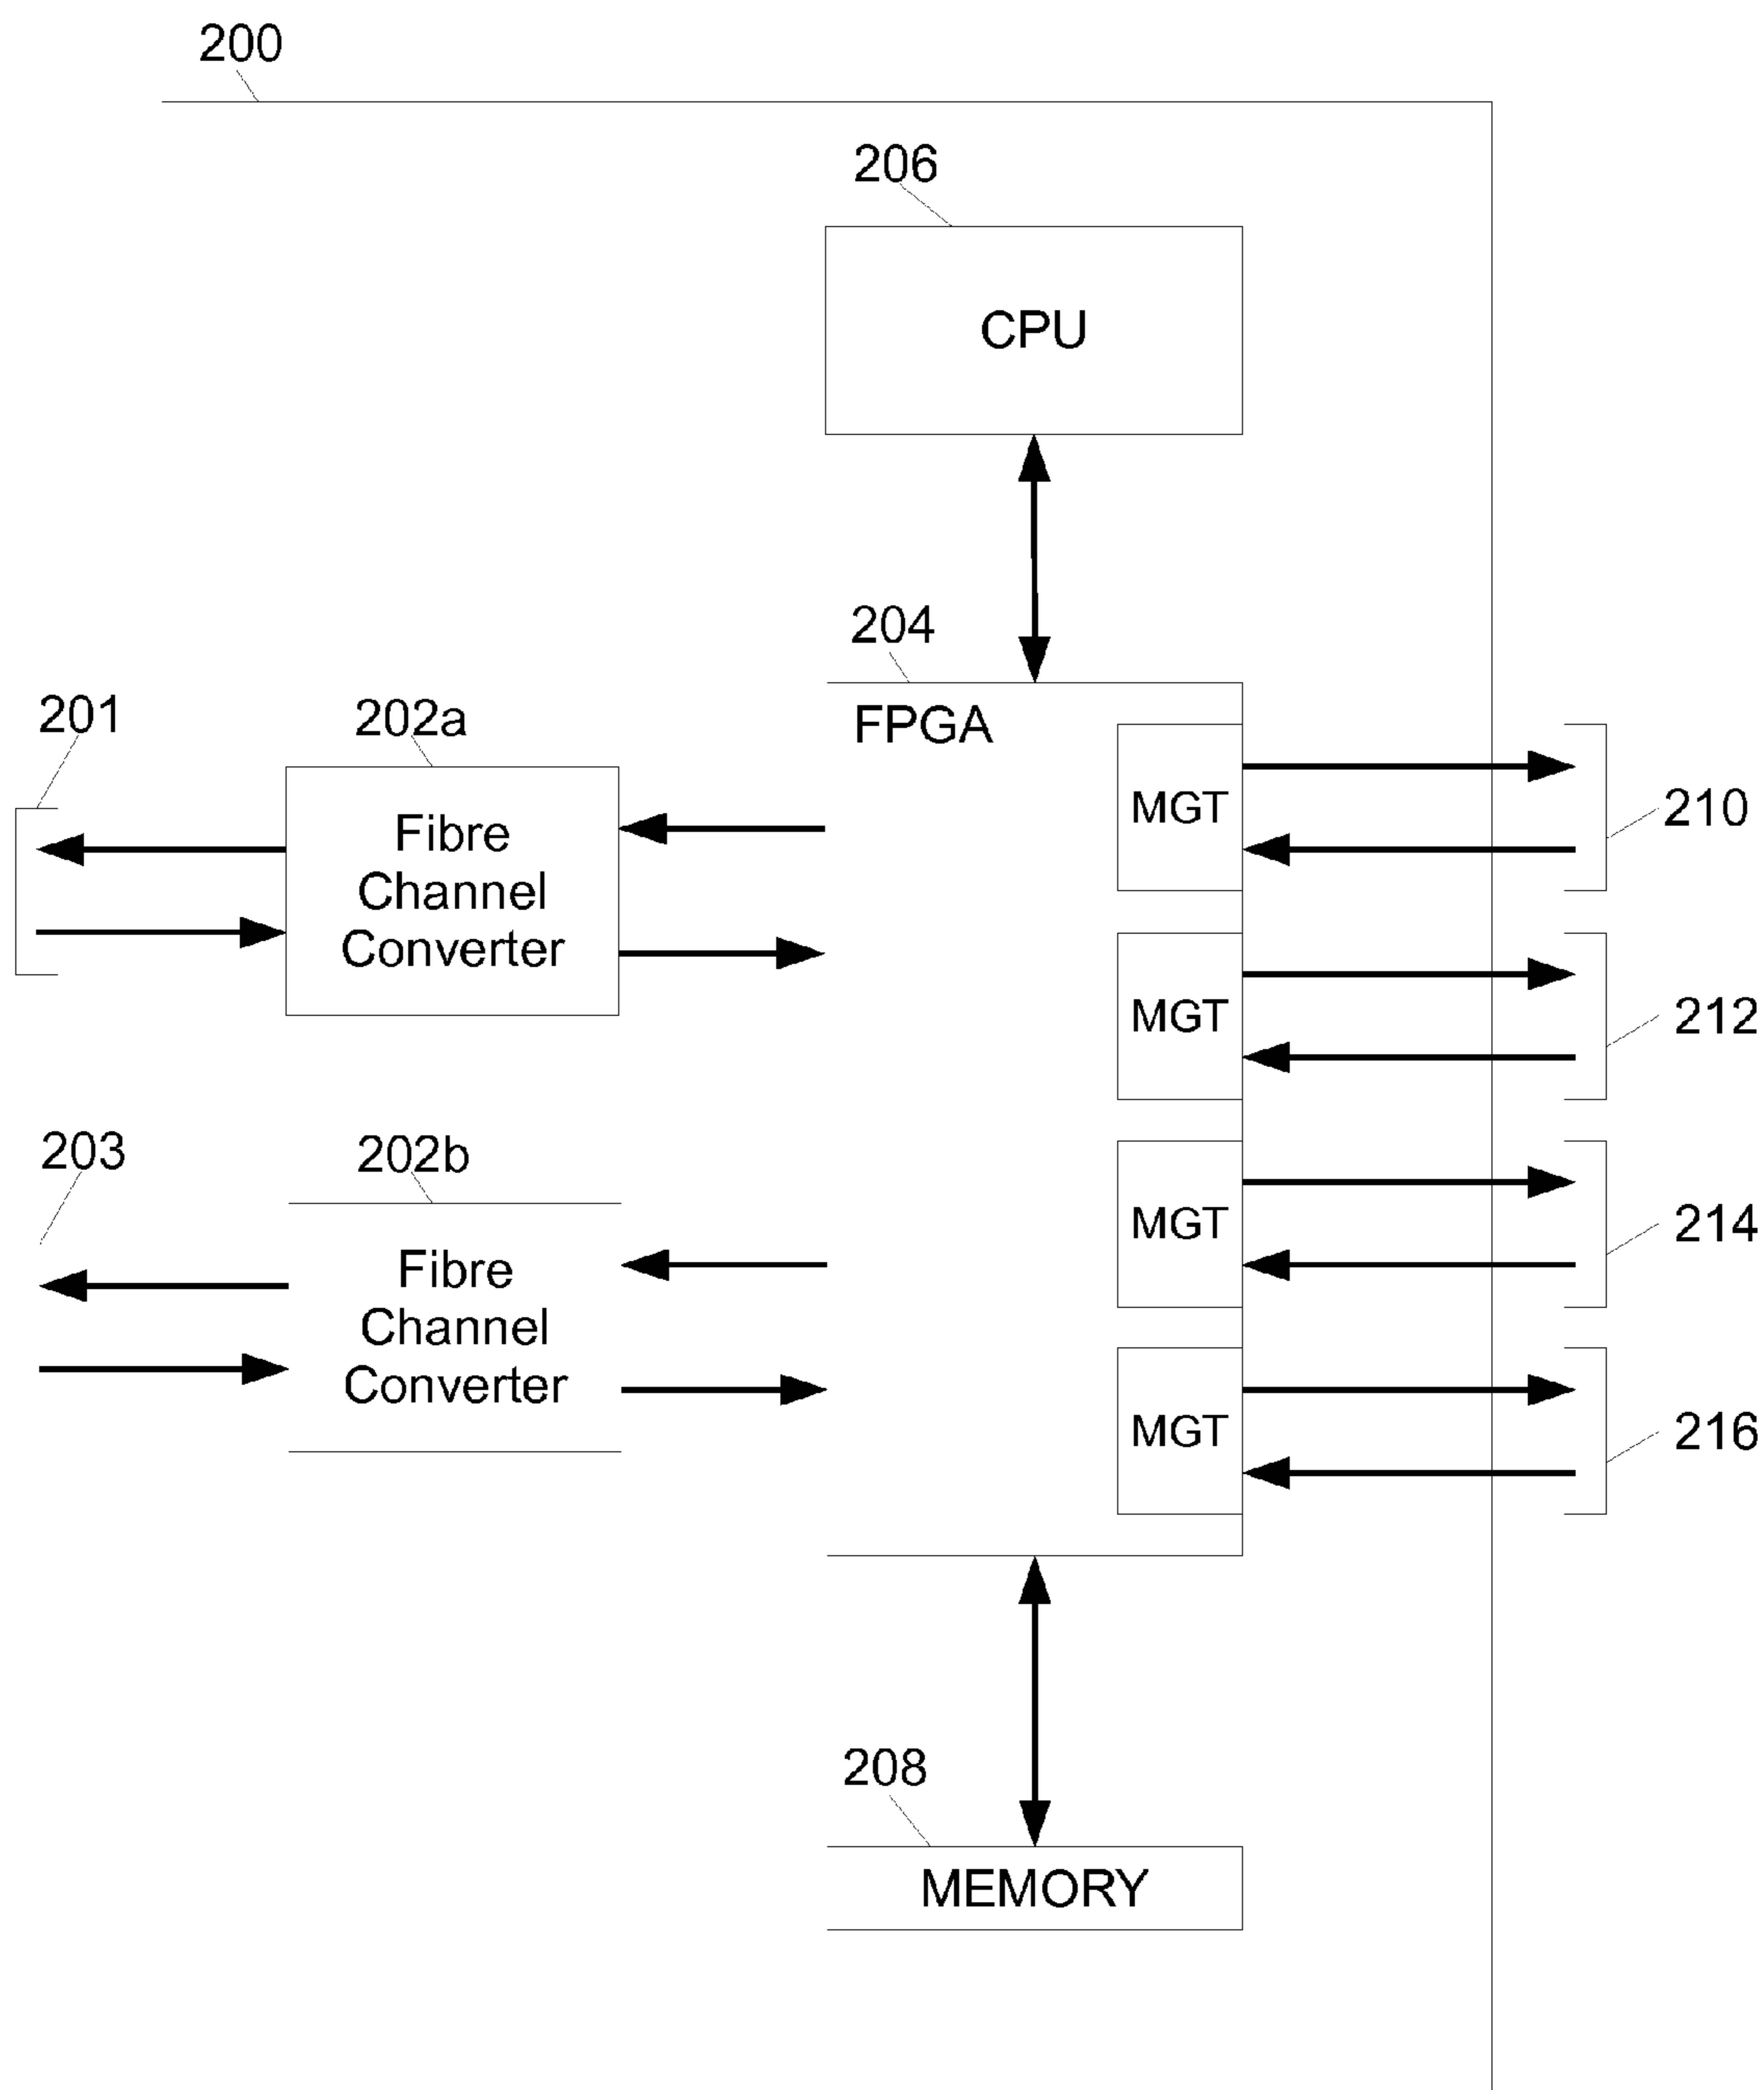 200
206
CPU
204
FPGA
201
202a
Fibre
Channel
Converter
MGT
210
MGT
212
203
202b
Fibre
Channel
Converter
MGT
214
MGT
216
208
MEMORY